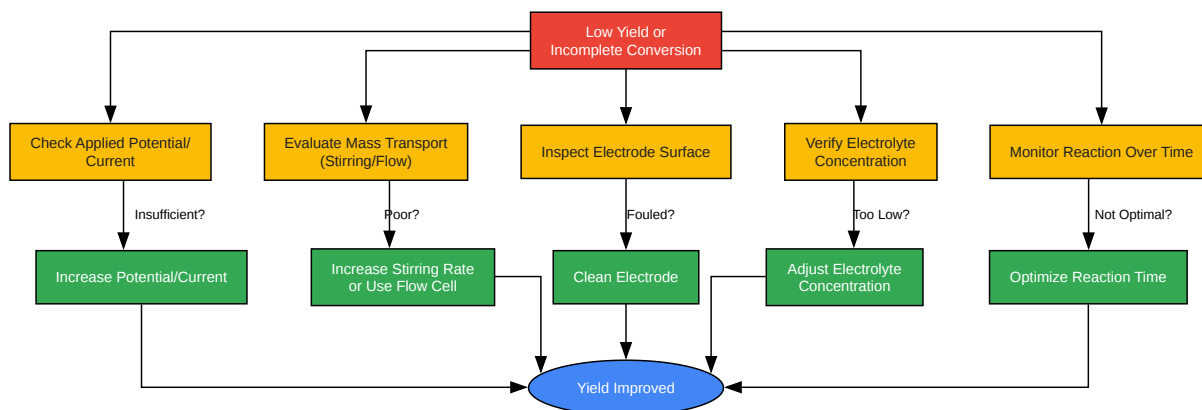 Low Yield or
Incomplete Conversion
Check Applied Potential/
Current
Evaluate Mass Transport
(Stirring/Flow)
Inspect Electrode Surface
Verify Electrolyte
Concentration
Monitor Reaction Over Time
Insufficient?
Poor?
Fouled?
Too Low?
Not Optimal?
Increase Potential/Current
Increase Stirring Rate
or Use Flow Cell
Clean Electrode
Adjust Electrolyte
Concentration
Optimize Reaction Time
Yield Improved